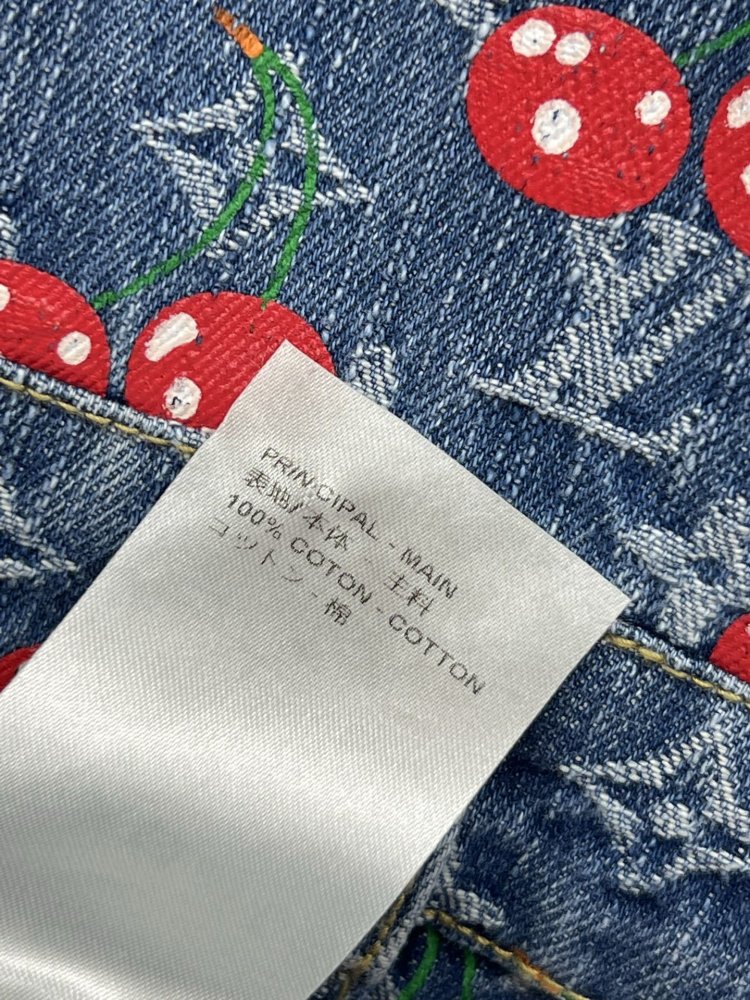 PRINCIPAL - MAIN
表地/本体 - 主料
100% COTON - COTTON
コットン - 棉